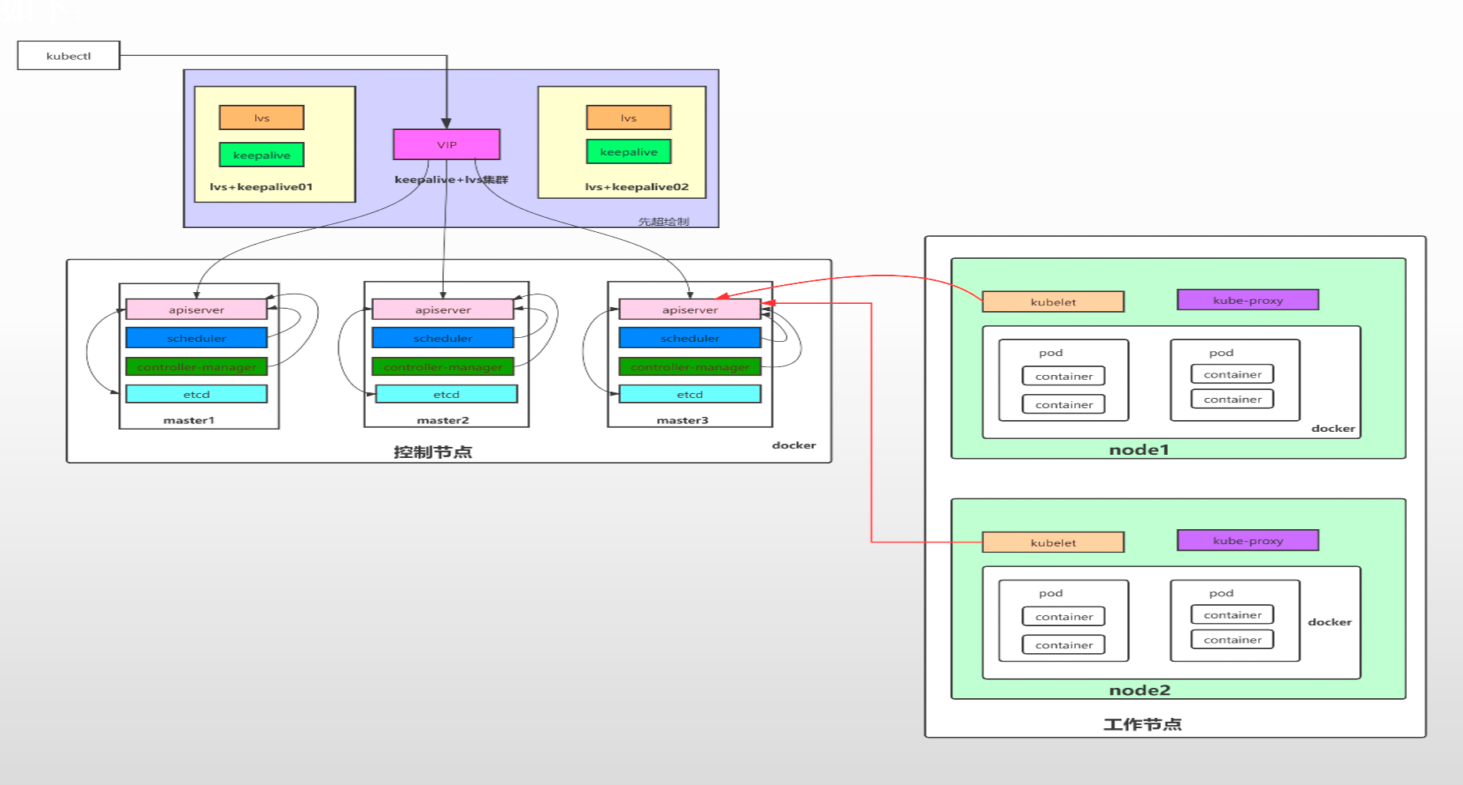 如下：
kubectl
lvs
keepalive
lvs+keepalive01
VIP
keepalive+lvs集群
lvs
keepalive
lvs+keepalive02
先超绘制
apiserver
scheduler
controller-manager
etcd
master1
apiserver
scheduler
controller-manager
etcd
master2
apiserver
scheduler
controller-manager
etcd
master3
控制节点
docker
kubelet
kube-proxy
pod
container
container
pod
container
container
docker
node1
kubelet
kube-proxy
pod
container
container
pod
container
container
docker
node2
工作节点